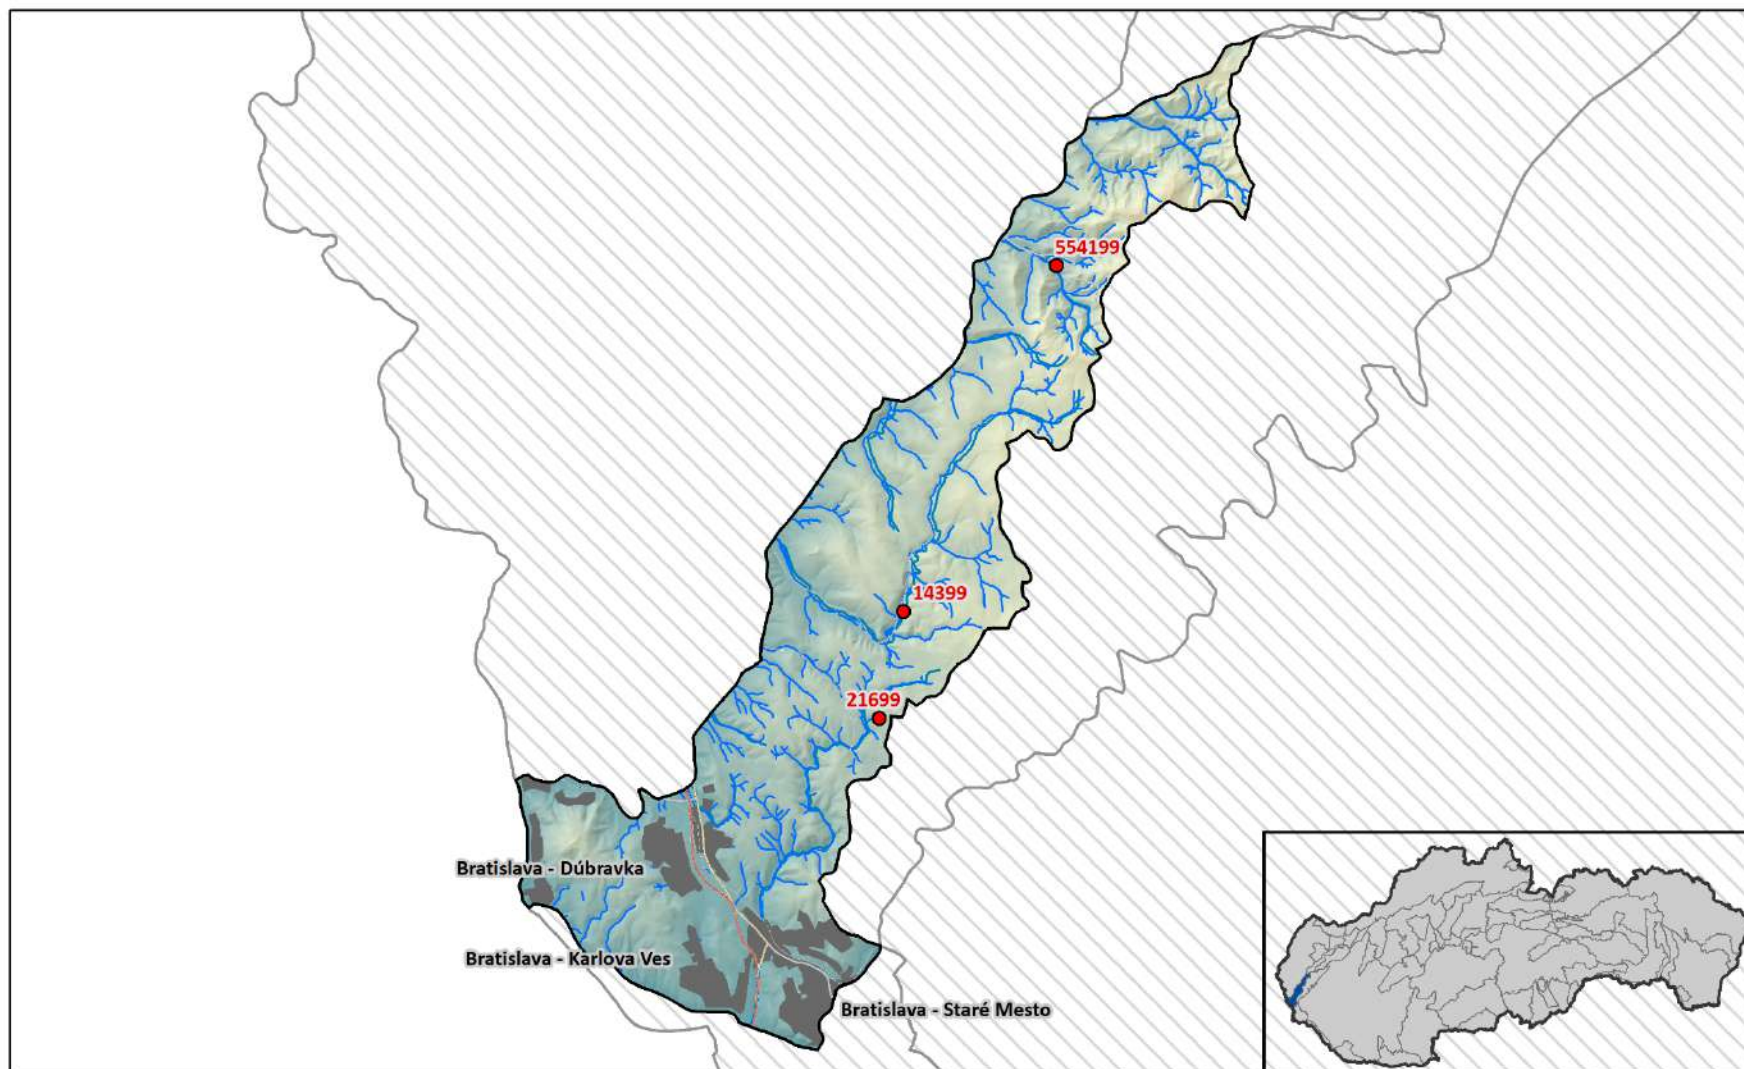 554199
14399
21699
Bratislava - Dúbravka
Bratislava - Karlova Ves
Bratislava - Staré Mesto